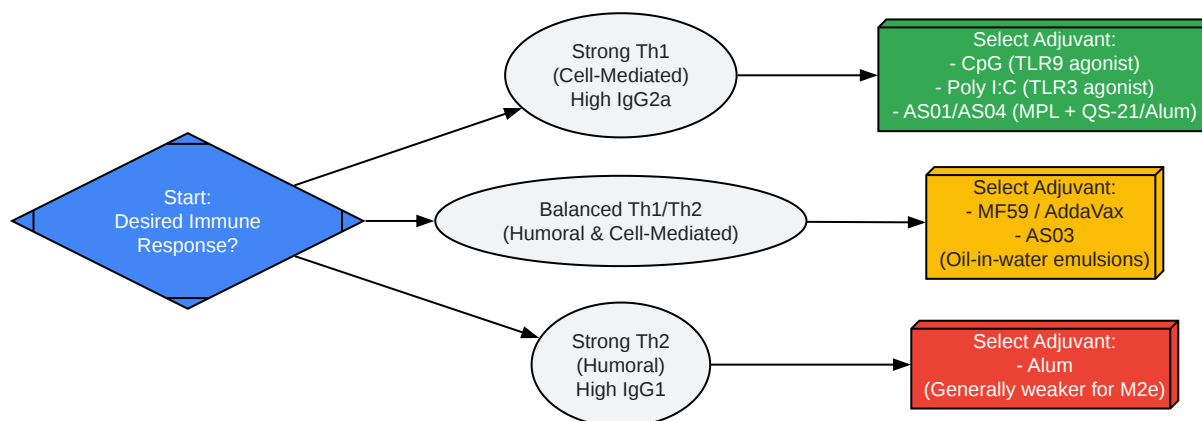 Start:
Desired Immune
Response?
Strong Th1
(Cell-Mediated)
High IgG2a
Select Adjuvant:
- CpG (TLR9 agonist)
- Poly I:C (TLR3 agonist)
- AS01/AS04 (MPL + QS-21/Alum)
Balanced Th1/Th2
(Humoral & Cell-Mediated)
Select Adjuvant:
- MF59 / AddaVax
- AS03
(Oil-in-water emulsions)
Strong Th2
(Humoral)
High IgG1
Select Adjuvant:
- Alum
(Generally weaker for M2e)